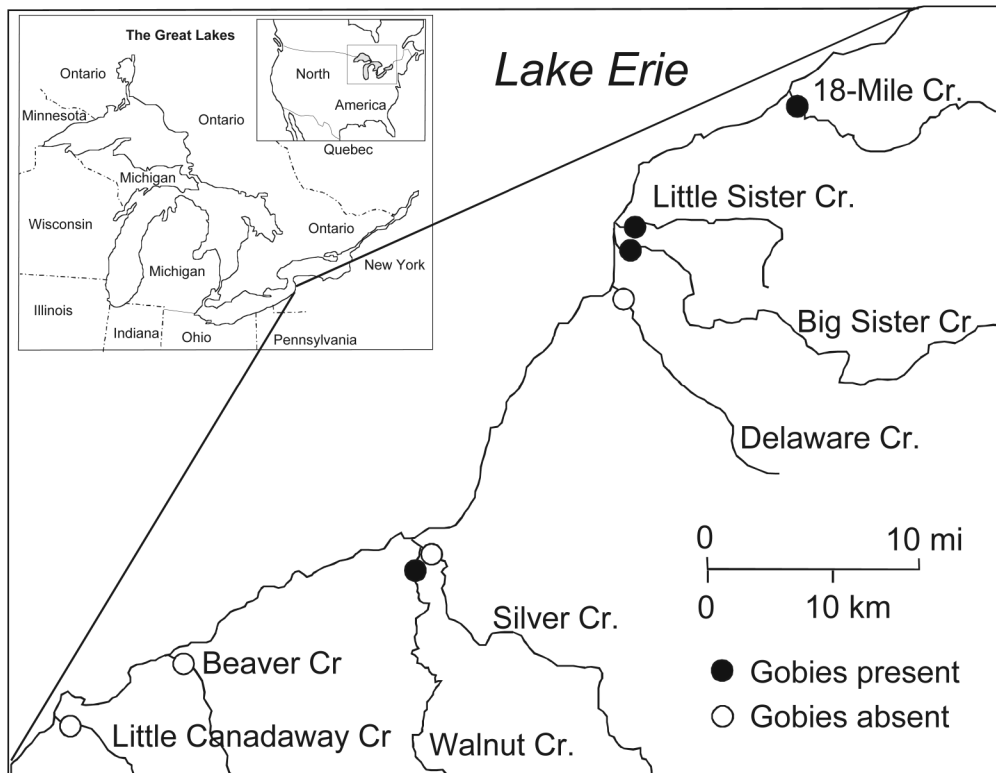 The Great Lakes
Ontario
Minnesota
Ontario
Quebec
Michigan
Wisconsin
Ontario
Michigan
New York
Illinois
Indiana
Ohio
Pennsylvania
North
America
Lake Erie
18-Mile Cr.
Little Sister Cr.
Big Sister Cr.
Delaware Cr.
0 10 mi
0 10 km
Silver Cr.
Beaver Cr
Little Canadaway Cr
Walnut Cr.
Gobies present
Gobies absent